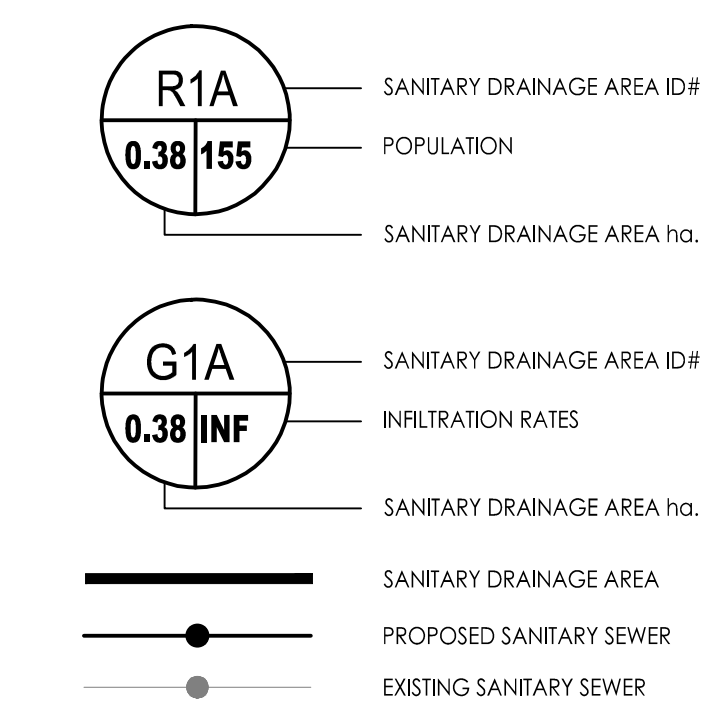 R1A
SANITARY DRAINAGE AREA ID#
0.38 155
POPULATION
SANITARY DRAINAGE AREA ha.
G1A
SANITARY DRAINAGE AREA ID#
0.38 INF
INFILTRATION RATES
SANITARY DRAINAGE AREA ha.
SANITARY DRAINAGE AREA
PROPOSED SANITARY SEWER
EXISTING SANITARY SEWER